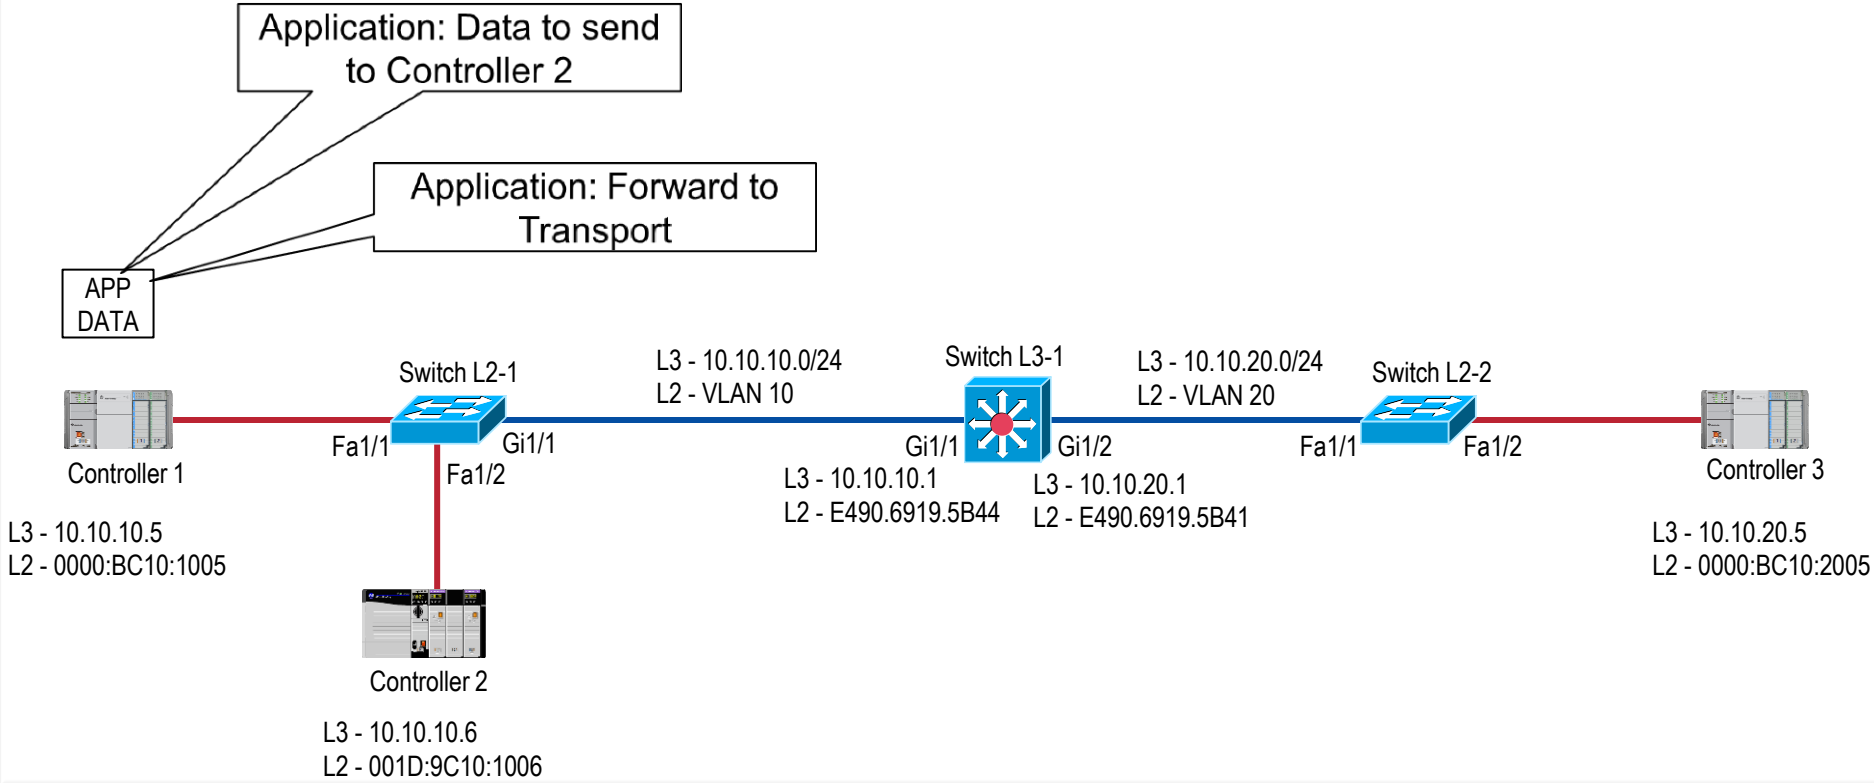 Application: Data to send
to Controller 2
Application: Forward to
Transport
APP
DATA
Switch L2-1
L3 - 10.10.10.0/24
L2 - VLAN 10
Switch L3-1
L3 - 10.10.20.0/24
L2 - VLAN 20
Switch L2-2
Fa1/1
Gi1/1
Fa1/2
Gi1/1
Gi1/2
Fa1/1
Fa1/2
Controller 1
L3 - 10.10.10.5
L2 - 0000:BC10:1005
L3 - 10.10.10.1
L2 - E490.6919.5B44
L3 - 10.10.20.1
L2 - E490.6919.5B41
Controller 3
L3 - 10.10.20.5
L2 - 0000:BC10:2005
Controller 2
L3 - 10.10.10.6
L2 - 001D:9C10:1006